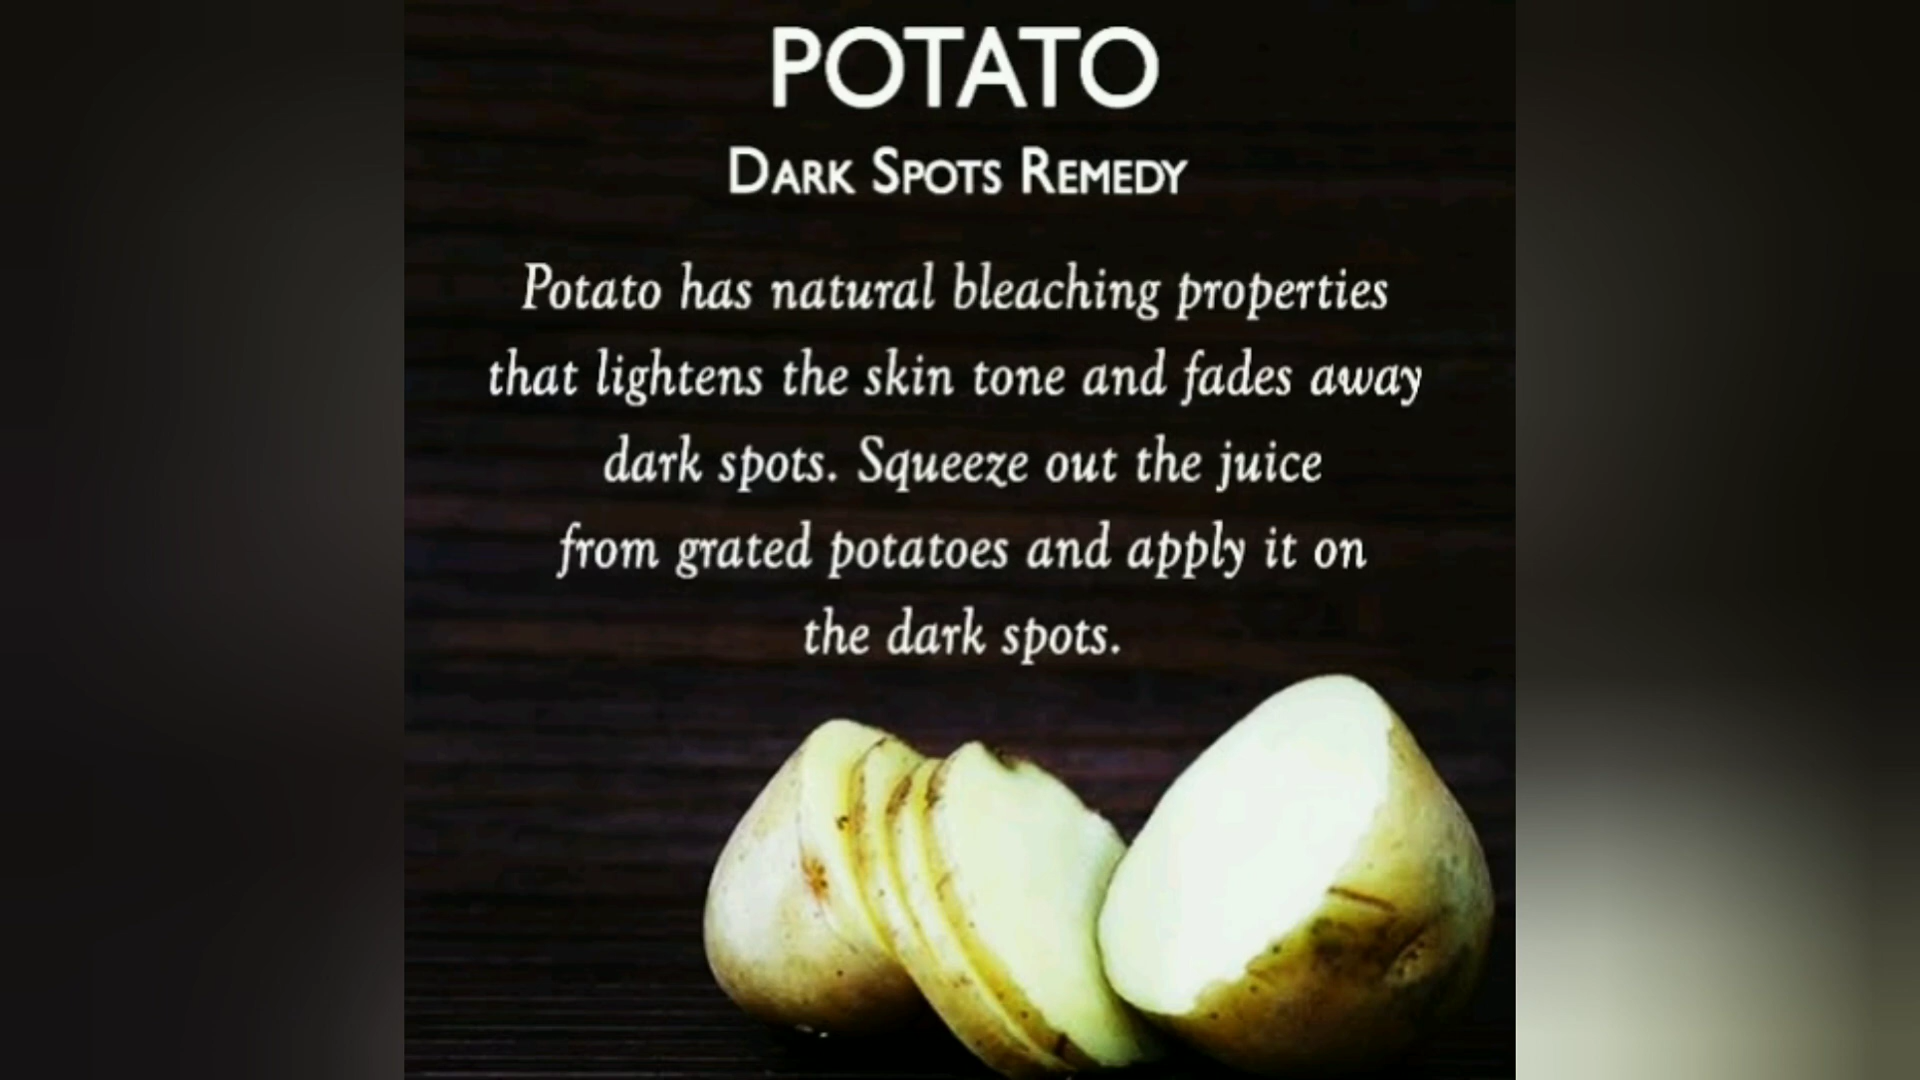 POTATO
DARK SPOTS REMEDY
Potato has natural bleaching properties
that lightens the skin tone and fades away
dark spots. Squeeze out the juice
from grated potatoes and apply it on
the dark spots.